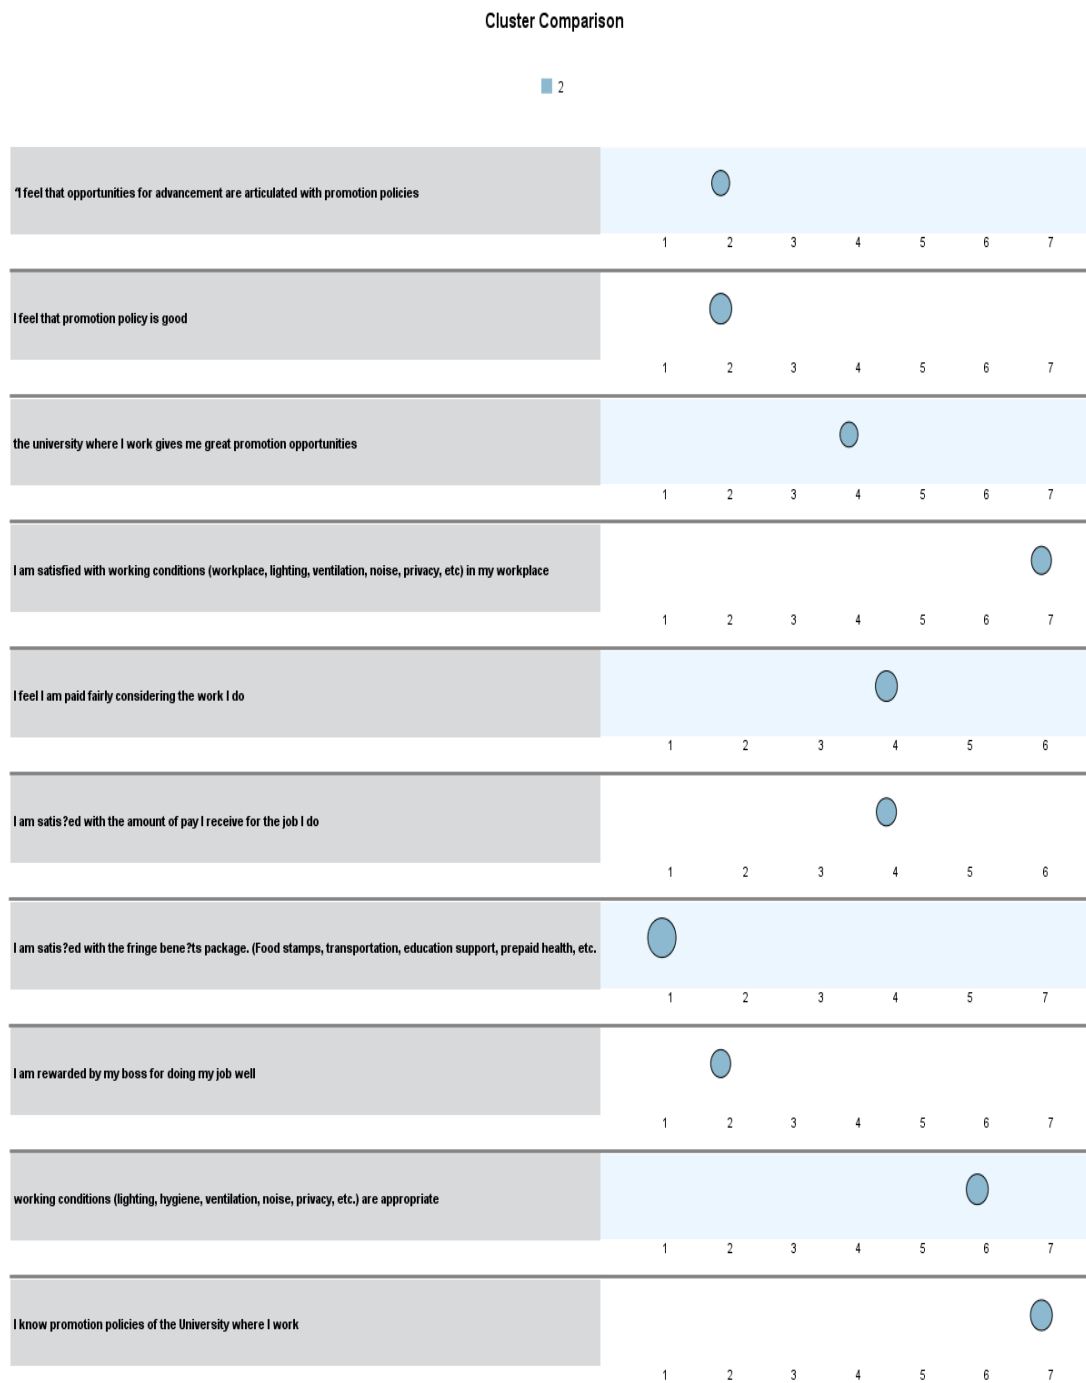 Cluster Comparison
2
"I feel that opportunities for advancement are articulated with promotion policies
1 2 3 4 5 6 7
I feel that promotion policy is good
1 2 3 4 5 6 7
the university where I work gives me great promotion opportunities
1 2 3 4 5 6 7
I am satisfied with working conditions (workplace, lighting, ventilation, noise, privacy, etc) in my workplace
1 2 3 4 5 6 7
I feel I am paid fairly considering the work I do
1 2 3 4 5 6
I am satis?ed with the amount of pay I receive for the job I do
1 2 3 4 5 6
I am satis?ed with the fringe bene?ts package. (Food stamps, transportation, education support, prepaid health, etc.
1 2 3 4 5 7
I am rewarded by my boss for doing my job well
1 2 3 4 5 6 7
working conditions (lighting, hygiene, ventilation, noise, privacy, etc.) are appropriate
1 2 3 4 5 6 7
I know promotion policies of the University where I work
1 2 3 4 5 6 7